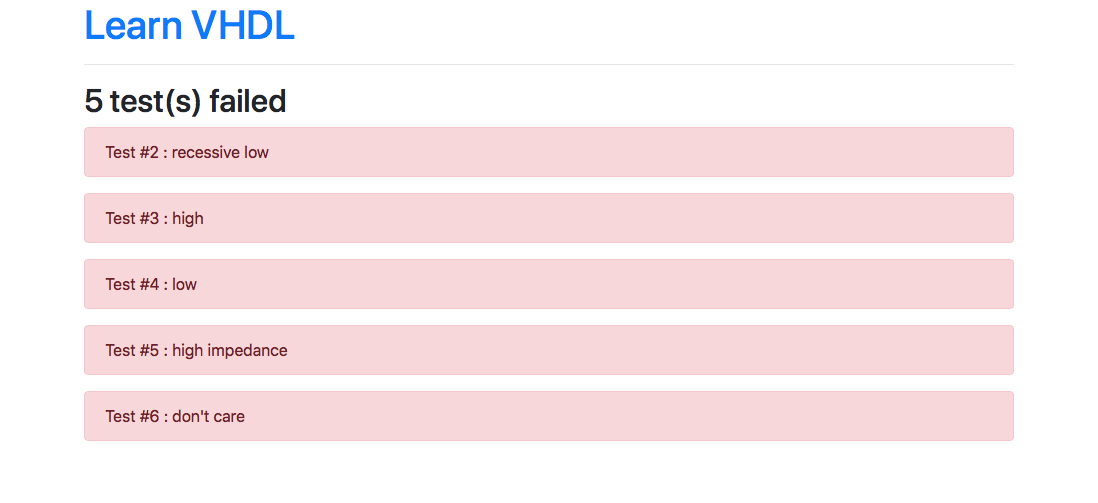 Learn VHDL
5 test(s) failed
Test #2 : recessive low
Test #3 : high
Test #4 : low
Test #5 : high impedance
Test #6 : don't care